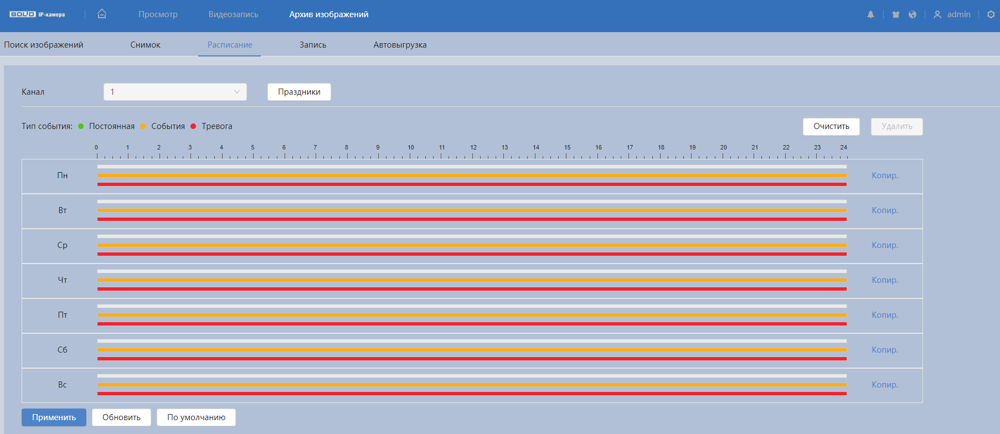 BOLID IP-камера Просмотр Видеозапись Архив изображений admin
Поиск изображений Снимок Расписание Запись Автовыгрузка
Канал 1 Праздники
Тип события: Постоянная События Тревога Очистить Удалить
0 1 2 3 4 5 6 7 8 9 10 11 12 13 14 15 16 17 18 19 20 21 22 23 24
Пн Копир.
Вт Копир.
Ср Копир.
Чт Копир.
Пт Копир.
Сб Копир.
Вс Копир.
Применить Обновить По умолчанию